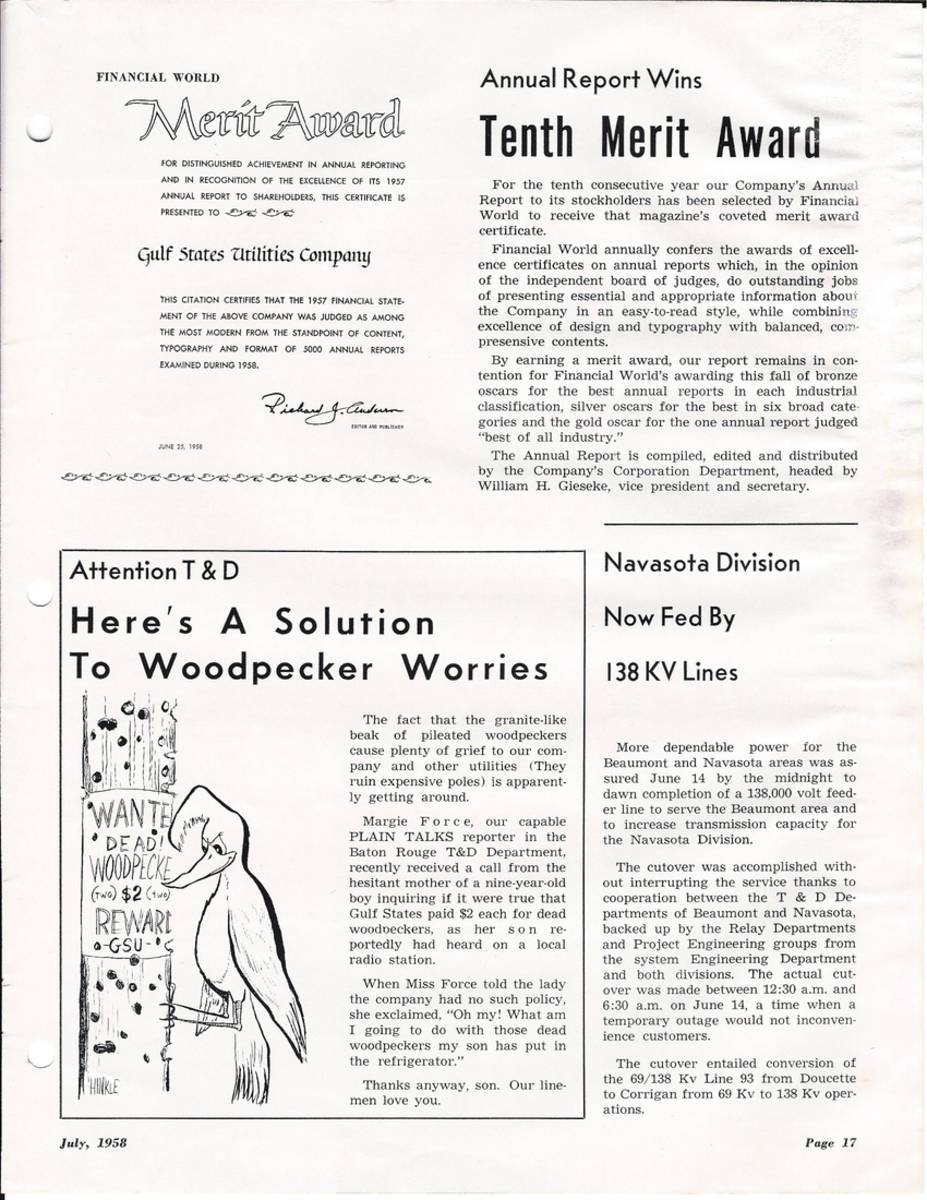 FINANCIAL WORLD
Merit Award
FOR DISTINGUISHED ACHIEVEMENT IN ANNUAL REPORTING
AND IN RECOGNITION OF THE EXCELLENCE OF ITS 1957
ANNUAL REPORT TO SHAREHOLDERS, THIS CERTIFICATE IS
PRESENTED TO
Gulf States Utilities Company
THIS CITATION CERTIFIES THAT THE 1957 FINANCIAL STATE-
MENT OF THE ABOVE COMPANY WAS JUDGED AS AMONG
THE MOST MODERN FROM THE STANDPOINT OF CONTENT,
TYPOGRAPHY AND FORMAT OF 5000 ANNUAL REPORTS
EXAMINED DURING 1958.
Richard J. Anderson
EDITOR AND PUBLISHER
JUNE 25, 1958
Annual Report Wins
Tenth Merit Award
For the tenth consecutive year our Company's Annual
Report to its stockholders has been selected by Financial
World to receive that magazine's coveted merit award
certificate.
Financial World annually confers the awards of excell-
ence certificates on annual reports which, in the opinion
of the independent board of judges, do outstanding jobs
of presenting essential and appropriate information about
the Company in an easy-to-read style, while combining
excellence of design and typography with balanced, com-
presensive contents.
By earning a merit award, our report remains in con-
tention for Financial World's awarding this fall of bronze
oscars for the best annual reports in each industrial
classification, silver oscars for the best in six broad cate-
gories and the gold oscar for the one annual report judged
"best of all industry."
The Annual Report is compiled, edited and distributed
by the Company's Corporation Department, headed by
William H. Gieseke, vice president and secretary.
Attention T & D
Here's A Solution
To Woodpecker Worries
WANTE
DEAD!
WOODPECKE
(TWO) $2 (TWO)
REWARD
-GSU-
HINKLE
The fact that the granite-like
beak of pileated woodpeckers
cause plenty of grief to our com-
pany and other utilities (They
ruin expensive poles) is apparent-
ly getting around.
Margie Force, our capable
PLAIN TALKS reporter in the
Baton Rouge T&D Department,
recently received a call from the
hesitant mother of a nine-year-old
boy inquiring if it were true that
Gulf States paid $2 each for dead
woodpeckers, as her son re-
portedly had heard on a local
radio station.
When Miss Force told the lady
the company had no such policy,
she exclaimed, "Oh my! What am
I going to do with those dead
woodpeckers my son has put in
the refrigerator."
Thanks anyway, son. Our line-
men love you.
Navasota Division
Now Fed By
138 KV Lines
More dependable power for the
Beaumont and Navasota areas was as-
sured June 14 by the midnight to
dawn completion of a 138,000 volt feed-
er line to serve the Beaumont area and
to increase transmission capacity for
the Navasota Division.
The cutover was accomplished with-
out interrupting the service thanks to
cooperation between the T & D De-
partments of Beaumont and Navasota,
backed up by the Relay Departments
and Project Engineering groups from
the system Engineering Department
and both divisions. The actual cut-
over was made between 12:30 a.m. and
6:30 a.m. on June 14, a time when a
temporary outage would not inconven-
ience customers.
The cutover entailed conversion of
the 69/138 Kv Line 93 from Doucette
to Corrigan from 69 Kv to 138 Kv oper-
ations.
July, 1958
Page 17